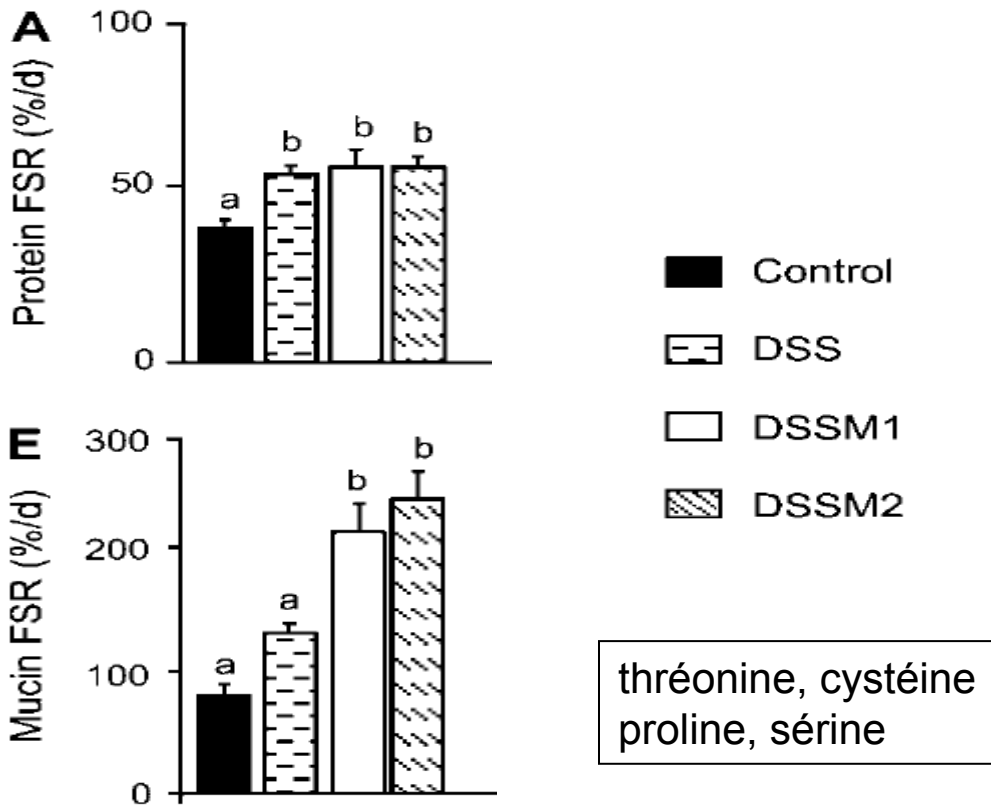 A
Protein FSR (%/d)
100
50
0
a
b
b
b
Control
DSS
DSSM1
DSSM2
E
Mucin FSR (%/d)
300
200
100
0
a
a
b
b
thréonine, cystéine
proline, sérine